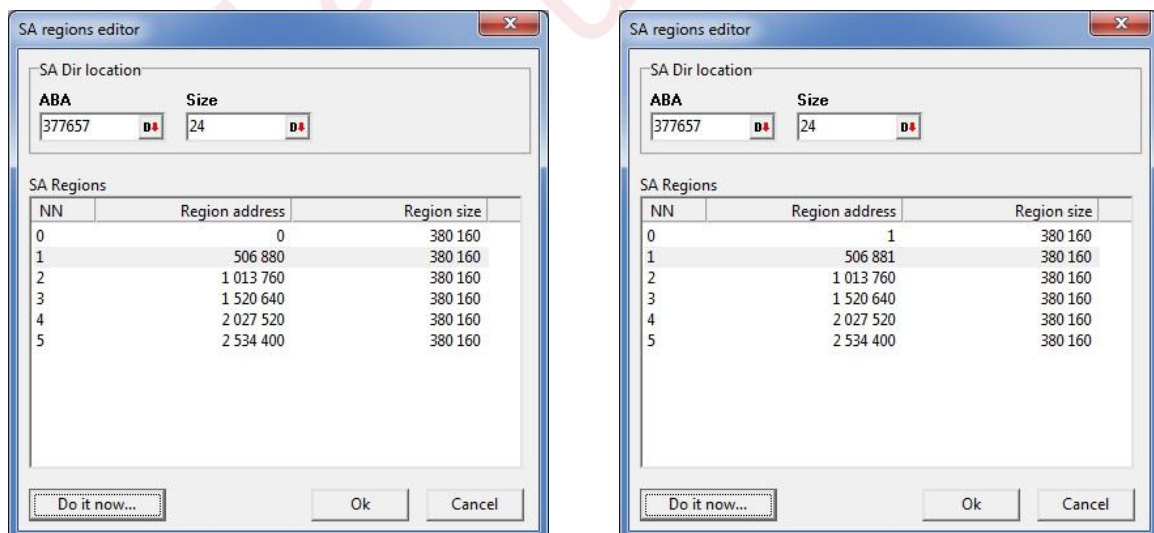 SA regions editor
SA Dir location
ABA Size
377657 D 24 D
SA Regions
NN Region address Region size
0 0 380 160
1 506 880 380 160
2 1 013 760 380 160
3 1 520 640 380 160
4 2 027 520 380 160
5 2 534 400 380 160
Do it now... Ok Cancel
SA regions editor
SA Dir location
ABA Size
377657 D 24 D
SA Regions
NN Region address Region size
0 1 380 160
1 506 881 380 160
2 1 013 760 380 160
3 1 520 640 380 160
4 2 027 520 380 160
5 2 534 400 380 160
Do it now... Ok Cancel